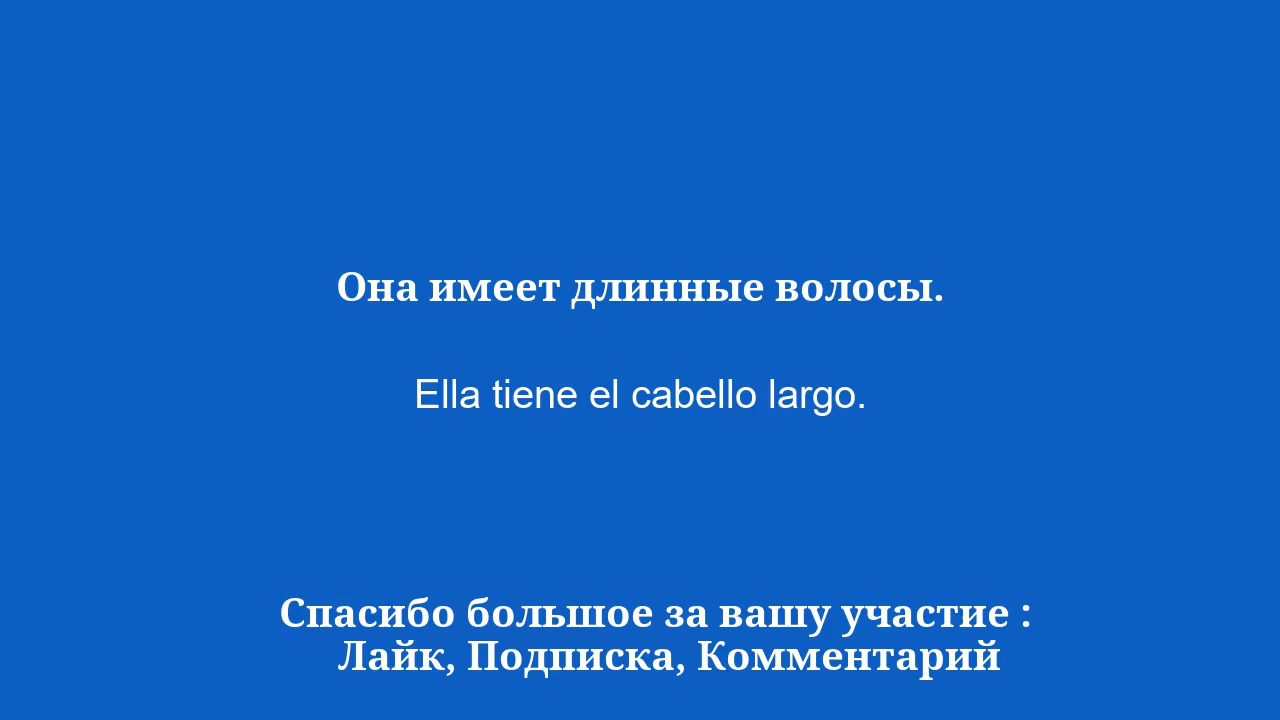 Она имеет длинные волосы.
Ella tiene el cabello largo.
Спасибо большое за вашу участие :
Лайк, Подписка, Комментарий